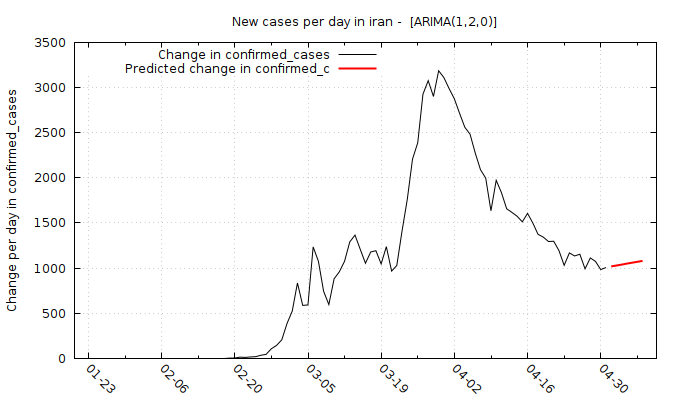 New cases per day in iran -  [ARIMA(1,2,0)]
Change in confirmed_cases
Predicted change in confirmed_c
Change per day in confirmed_cases
3500
3000
2500
2000
1500
1000
500
0
01-23 02-06 02-20 03-05 03-19 04-02 04-16 04-30